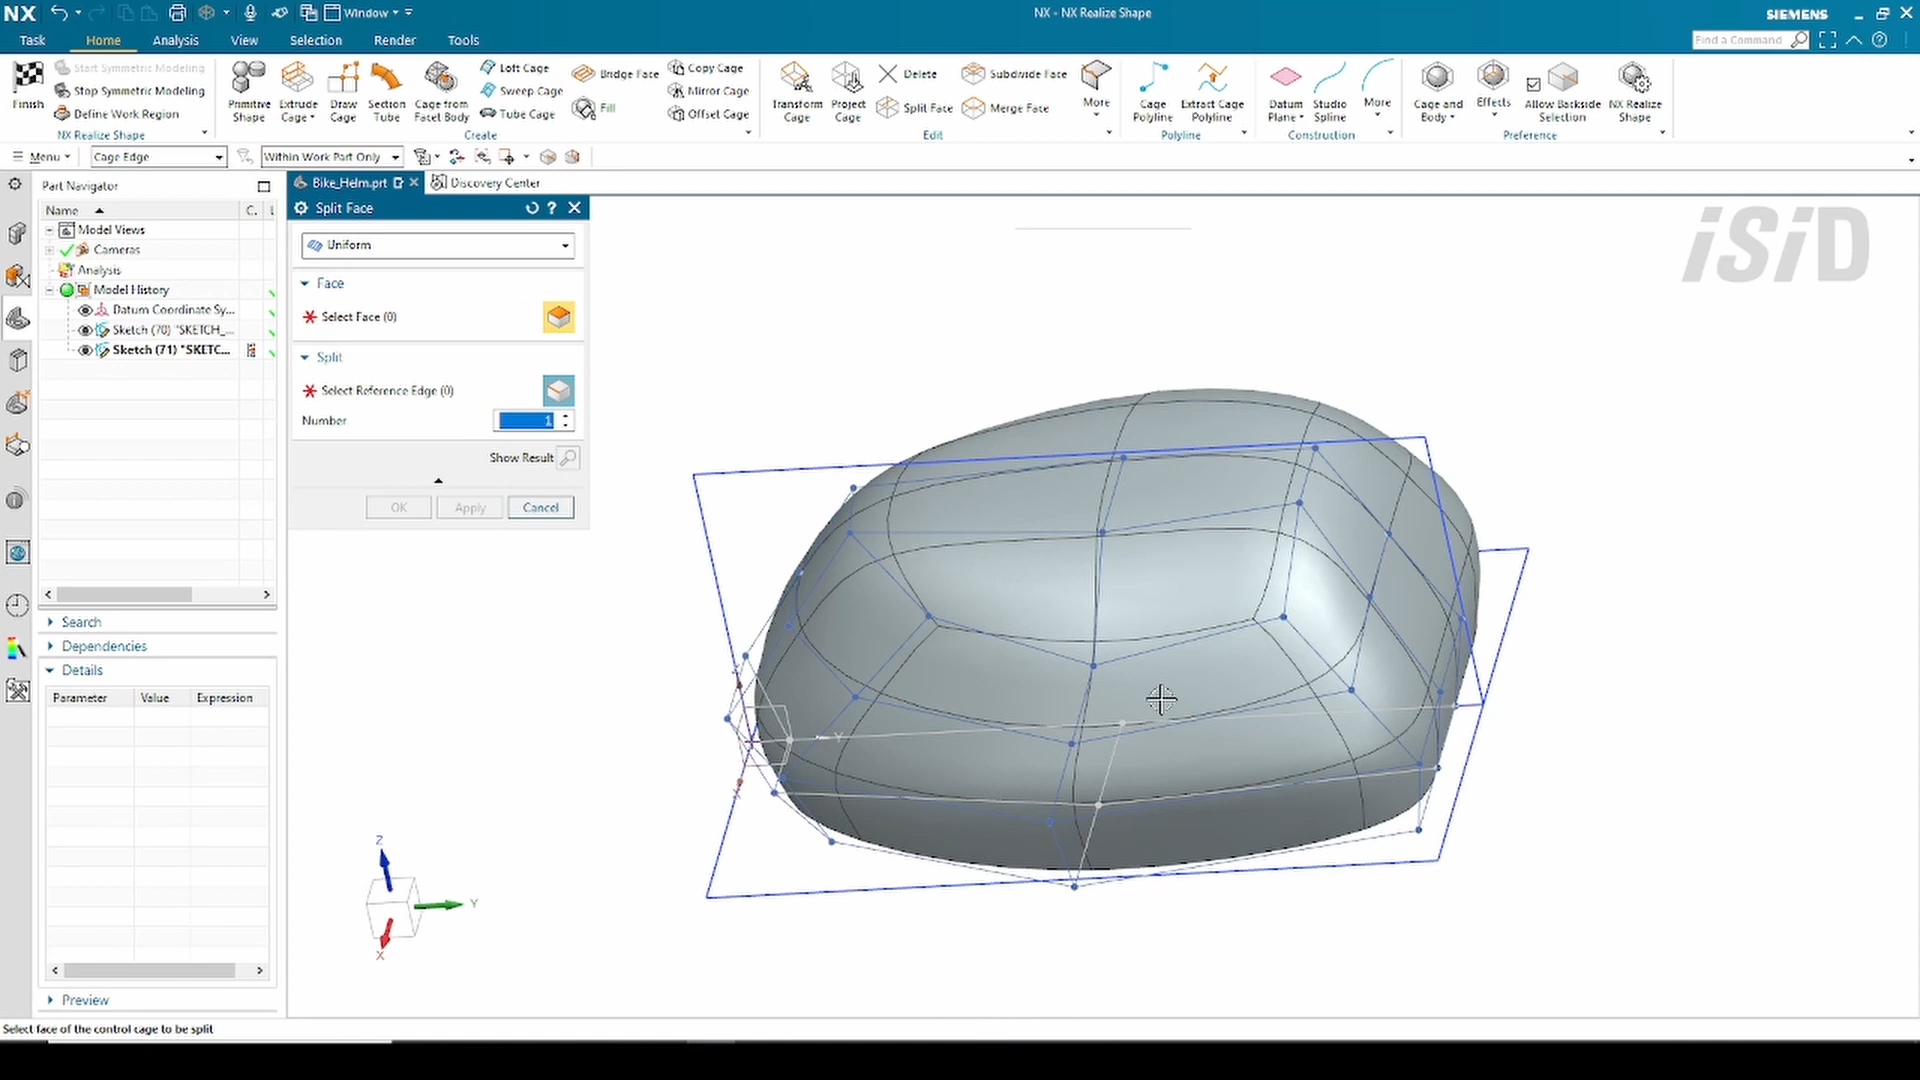 NX
Window
NX - NX Realize Shape
SIEMENS
Task
Home
Analysis
View
Selection
Render
Tools
Find a Command
Finish
Start Symmetric Modeling
Stop Symmetric Modeling
Define Work Region
NX Realize Shape
Primitive Shape
Extrude Cage
Draw Cage
Section Tube
Cage from Facet Body
Loft Cage
Sweep Cage
Tube Cage
Bridge Face
Fill
Copy Cage
Mirror Cage
Offset Cage
Create
Transform Cage
Project Cage
Delete
Split Face
Subdivide Face
Merge Face
More
Edit
Cage Polyline
Extract Cage Polyline
Polyline
Datum Plane
Studio Spline
More
Construction
Cage and Body
Effects
Allow Backside Selection
NX Realize Shape
Preference
Menu
Cage Edge
Within Work Part Only
Part Navigator
Bike_Helm.prt
Discovery Center
Name
C.
Model Views
Cameras
Analysis
Model History
Datum Coordinate Sy...
Sketch (70) "SKETCH_...
Sketch (71) "SKETC...
Search
Dependencies
Details
Parameter
Value
Expression
Preview
Split Face
Uniform
Face
* Select Face (0)
Split
* Select Reference Edge (0)
Number
1
Show Result
OK
Apply
Cancel
iSiD
Y
X
Z
Y
X
Select face of the control cage to be split